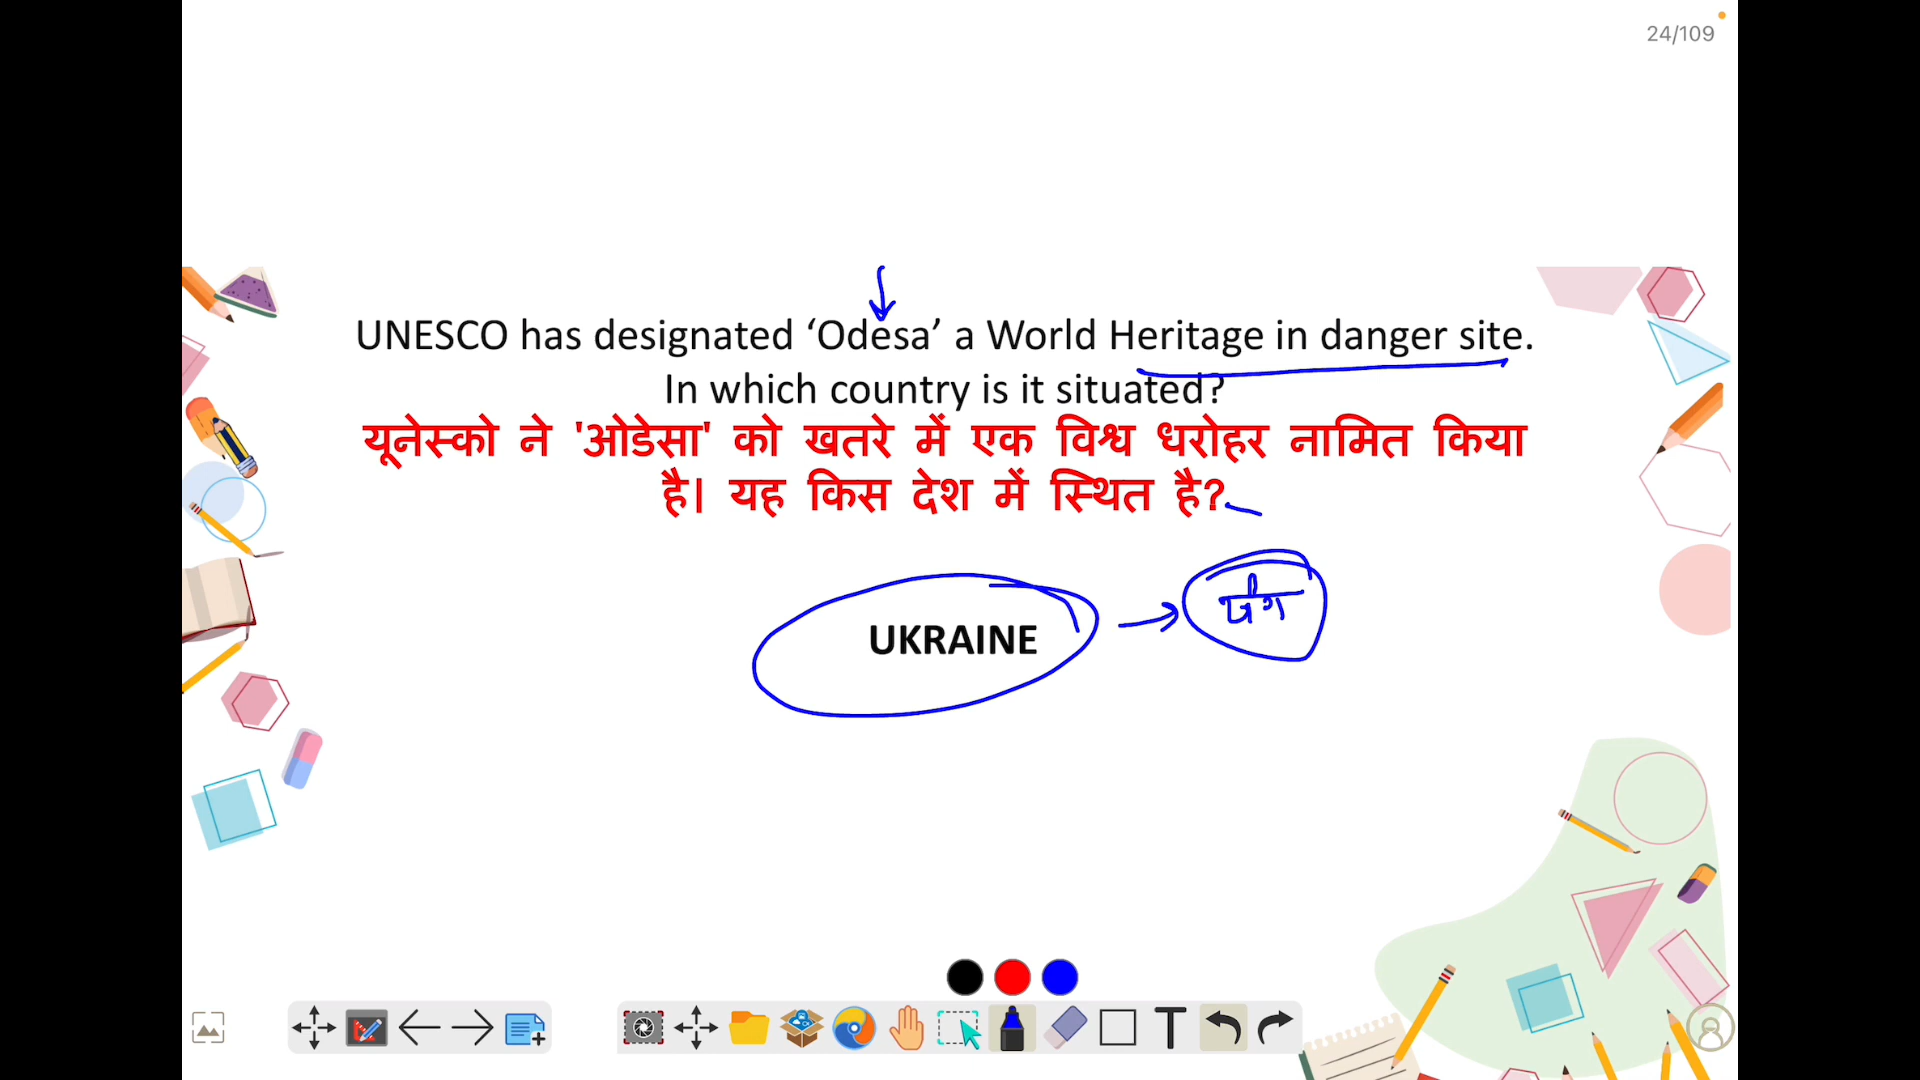 24/109
UNESCO has designated ‘Odesa’ a World Heritage in danger site.
In which country is it situated?
यूनेस्को ने 'ओडेसा' को खतरे में एक विश्व धरोहर नामित किया
है। यह किस देश में स्थित है?
UKRAINE